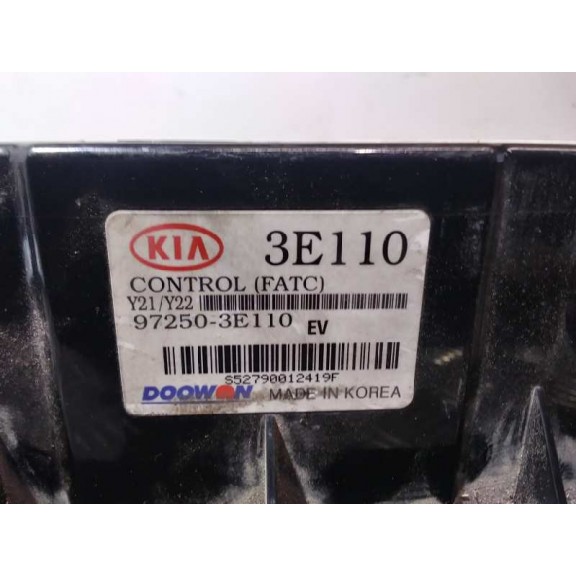 KIA 3E110
CONTROL (FATC)
Y21/Y22
97250-3E110 EV
S52790012419F
DOOWON MADE IN KOREA